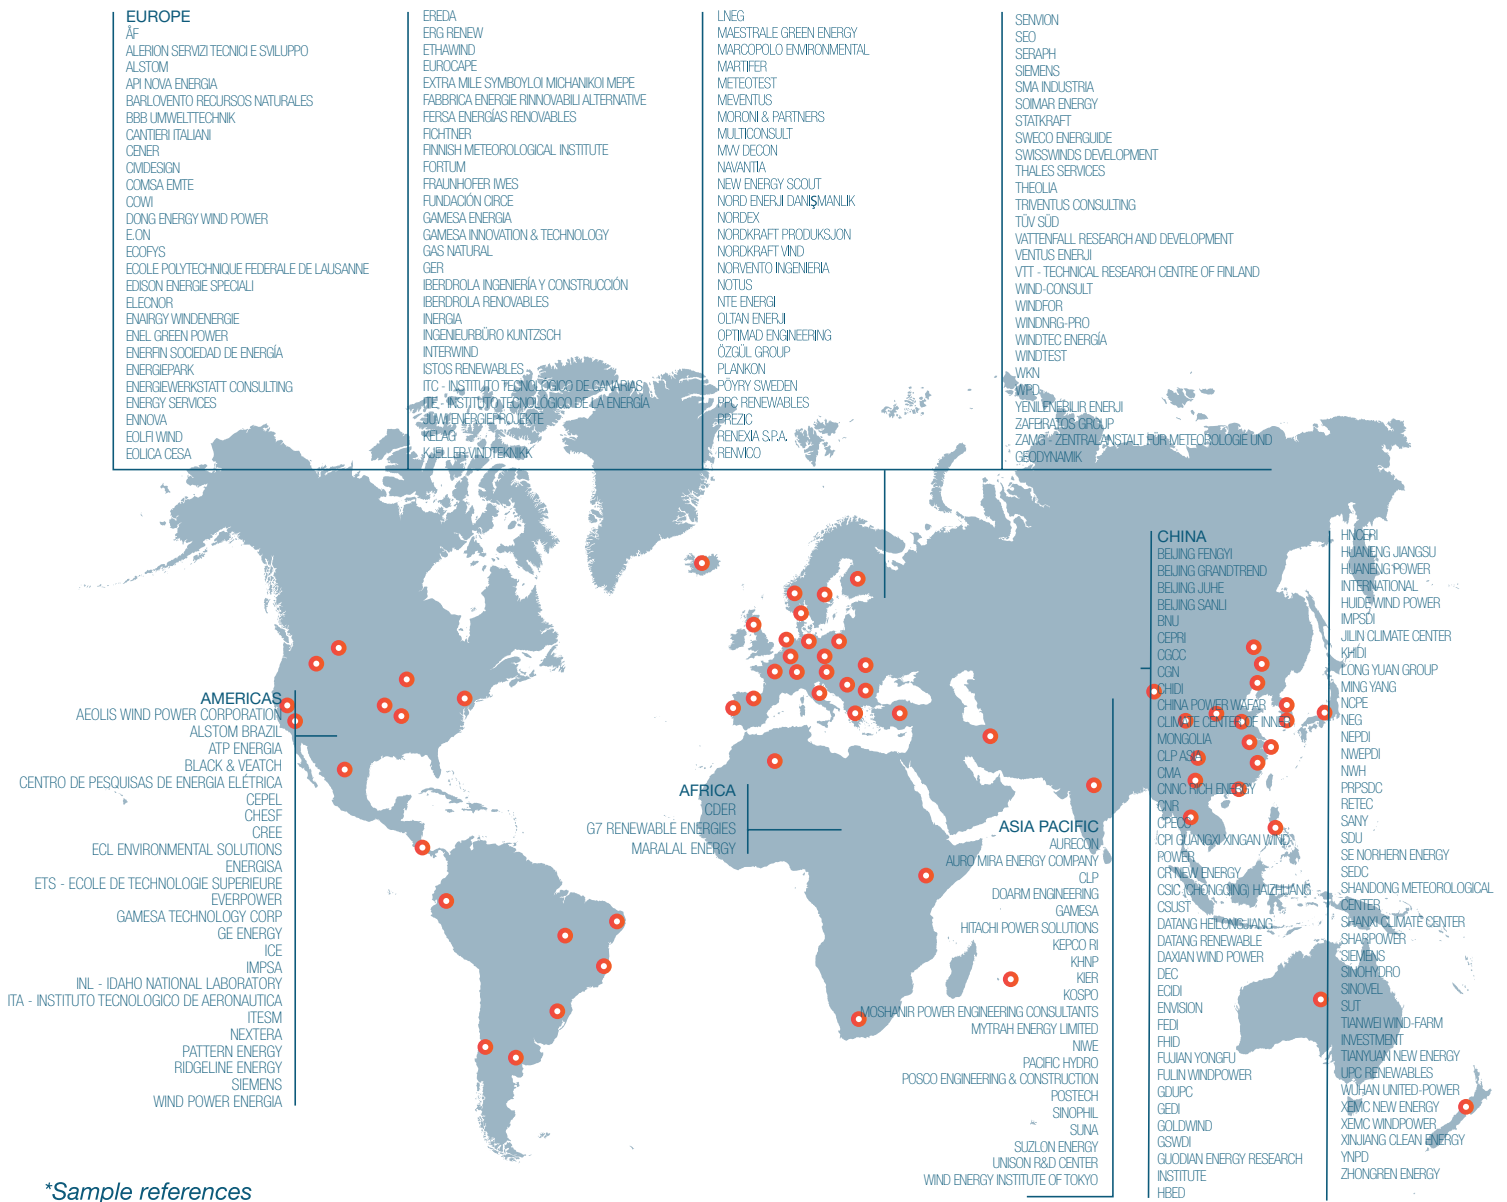 EUROPE
ÅF
ALERION SERVIZI TECNICI E SVILUPPO
ALSTOM
API NOVA ENERGIA
BARLOVENTO RECURSOS NATURALES
BBB UMWELTTECHNIK
CANTIERI ITALIANI
CENER
CMDESIGN
COMSA EMTE
COWI
DONG ENERGY WIND POWER
E.ON
ECOFYS
ECOLE POLYTECHNIQUE FEDERALE DE LAUSANNE
EDISON ENERGIE SPECIALI
ELECNOR
ENAIRGY WINDENERGIE
ENEL GREEN POWER
ENERFIN SOCIEDAD DE ENERGÍA
ENERGIEPARK
ENERGIEWERKSTATT CONSULTING
ENERGY SERVICES
ENNOVA
EOLFI WIND
EOLICA CESA
EREDA
ERG RENEW
ETHAWIND
EUROCAPE
EXTRA MILE SYMBOYLOI MICHANIKOI MEPE
FABBRICA ENERGIE RINNOVABILI ALTERNATIVE
FERSA ENERGÍAS RENOVABLES
FICHTNER
FINNISH METEOROLOGICAL INSTITUTE
FORTUM
FRAUNHOFER IWES
FUNDACIÓN CIRCE
GAMESA ENERGIA
GAMESA INNOVATION & TECHNOLOGY
GAS NATURAL
GER
IBERDROLA INGENIERÍA Y CONSTRUCCIÓN
IBERDROLA RENOVABLES
INERGIA
INGENIEURBÜRO KUNTZSCH
INTERWIND
ISTOS RENEWABLES
ITC - INSTITUTO TECNOLÓGICO DE CANARIAS
ITE - INSTITUTO TECNOLÓGICO DE LA ENERGÍA
JUWI ENERGIEPROJEKTE
KELAG
KJELLER VINDTEKNIKK
LNEG
MAESTRALE GREEN ENERGY
MARCOPOLO ENVIRONMENTAL
MARTIFER
METEOTEST
MEVENTUS
MORONI & PARTNERS
MULTICONSULT
MVV DECON
NAVANTIA
NEW ENERGY SCOUT
NORD ENERJI DANIŞMANLIK
NORDEX
NORDKRAFT PRODUKSJON
NORDKRAFT VIND
NORVENTO INGENIERIA
NOTUS
NTE ENERGI
OLTAN ENERJI
OPTIMAD ENGINEERING
ÖZGÜL GROUP
PLANKON
PÖYRY SWEDEN
PPC RENEWABLES
PREZIC
RENEXIA S.P.A.
RENVICO
SENVION
SEO
SERAPH
SIEMENS
SMA INDUSTRIA
SOIMAR ENERGY
STATKRAFT
SWECO ENERGUIDE
SWISSWINDS DEVELOPMENT
THALES SERVICES
THEOLIA
TRIVENTUS CONSULTING
TÜV SÜD
VATTENFALL RESEARCH AND DEVELOPMENT
VENTUS ENERJI
VTT - TECHNICAL RESEARCH CENTRE OF FINLAND
WIND-CONSULT
WINDFOR
WINDNRG-PRO
WINDTEC ENERGÍA
WINDTEST
WKN
WPD
YENILENEBILIR ENERJI
ZAFEIRATOS GROUP
ZAMG - ZENTRALANSTALT FÜR METEOROLOGIE UND
GEODYNAMIK
AMERICAS
AEOLIS WIND POWER CORPORATION
ALSTOM BRAZIL
ATP ENERGIA
BLACK & VEATCH
CENTRO DE PESQUISAS DE ENERGIA ELÉTRICA
CEPEL
CHESF
CREE
ECL ENVIRONMENTAL SOLUTIONS
ENERGISA
ETS - ECOLE DE TECHNOLOGIE SUPERIEURE
EVERPOWER
GAMESA TECHNOLOGY CORP
GE ENERGY
ICE
IMPSA
INL - IDAHO NATIONAL LABORATORY
ITA - INSTITUTO TECNOLOGICO DE AERONAUTICA
ITESM
NEXTERA
PATTERN ENERGY
RIDGELINE ENERGY
SIEMENS
WIND POWER ENERGIA
AFRICA
CDER
G7 RENEWABLE ENERGIES
MARALAL ENERGY
ASIA PACIFIC
AURECON
AURO MIRA ENERGY COMPANY
CLP
DOARM ENGINEERING
GAMESA
HITACHI POWER SOLUTIONS
KEPCO RI
KHNP
KIER
KOSPO
MOSHANIR POWER ENGINEERING CONSULTANTS
MYTRAH ENERGY LIMITED
NIWE
PACIFIC HYDRO
POSCO ENGINEERING & CONSTRUCTION
POSTECH
SINOPHIL
SUNA
SUZLON ENERGY
UNISON R&D CENTER
WIND ENERGY INSTITUTE OF TOKYO
CHINA
BEIJING FENGYI
BEIJING GRANDTREND
BEIJING JUHE
BEIJING SANLI
BNU
CEPRI
CGCC
CGN
CHIDI
CHINA POWER WAFAR
CLIMATE CENTER OF INNER
MONGOLIA
CLP ASIA
CMA
CNNC RICH ENERGY
CNR
CPECC
CPI GUANGXI XINGAN WIND
POWER
CR NEW ENERGY
CSIC (CHONGQING) HAIZHUANG
CSUST
DATANG HEILONGJIANG
DATANG RENEWABLE
DAXIAN WIND POWER
DEC
ECIDI
ENVISION
FEDI
FHID
FUJIAN YONGFU
FULIN WINDPOWER
GDUPC
GEDI
GOLDWIND
GSWDI
GUODIAN ENERGY RESEARCH
INSTITUTE
HBED
HNCERI
HUANENG JIANGSU
HUANENG POWER
INTERNATIONAL
HUIDE WIND POWER
IMPSDI
JILIN CLIMATE CENTER
KHIDI
LONG YUAN GROUP
MING YANG
NCPE
NEG
NEPDI
NWEPDI
NWH
PRPSDC
RETEC
SANY
SDU
SE NORHERN ENERGY
SEDC
SHANDONG METEOROLOGICAL
CENTER
SHANXI CLIMATE CENTER
SHARPOWER
SIEMENS
SINOHYDRO
SINOVEL
SUT
TIANWEI WIND-FARM
INVESTMENT
TIANYUAN NEW ENERGY
UPC RENEWABLES
WUHAN UNITED-POWER
XEMC NEW ENERGY
XEMC WINDPOWER
XINJIANG CLEAN ENERGY
YNPD
ZHONGREN ENERGY
*Sample references